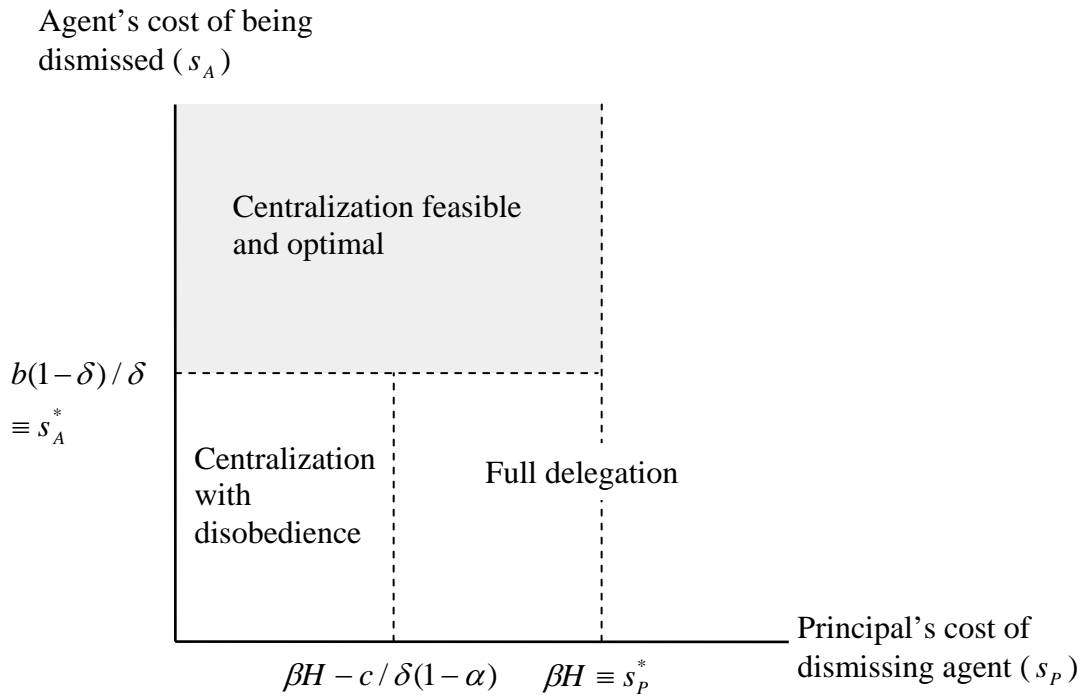 Agent’s cost of being
dismissed ( s_A )
Centralization feasible
and optimal
b(1−δ) / δ
≡ s_A^*
Centralization
with
disobedience
Full delegation
Principal’s cost of
dismissing agent ( s_P )
βH − c / δ(1−α)
βH ≡ s_P^*